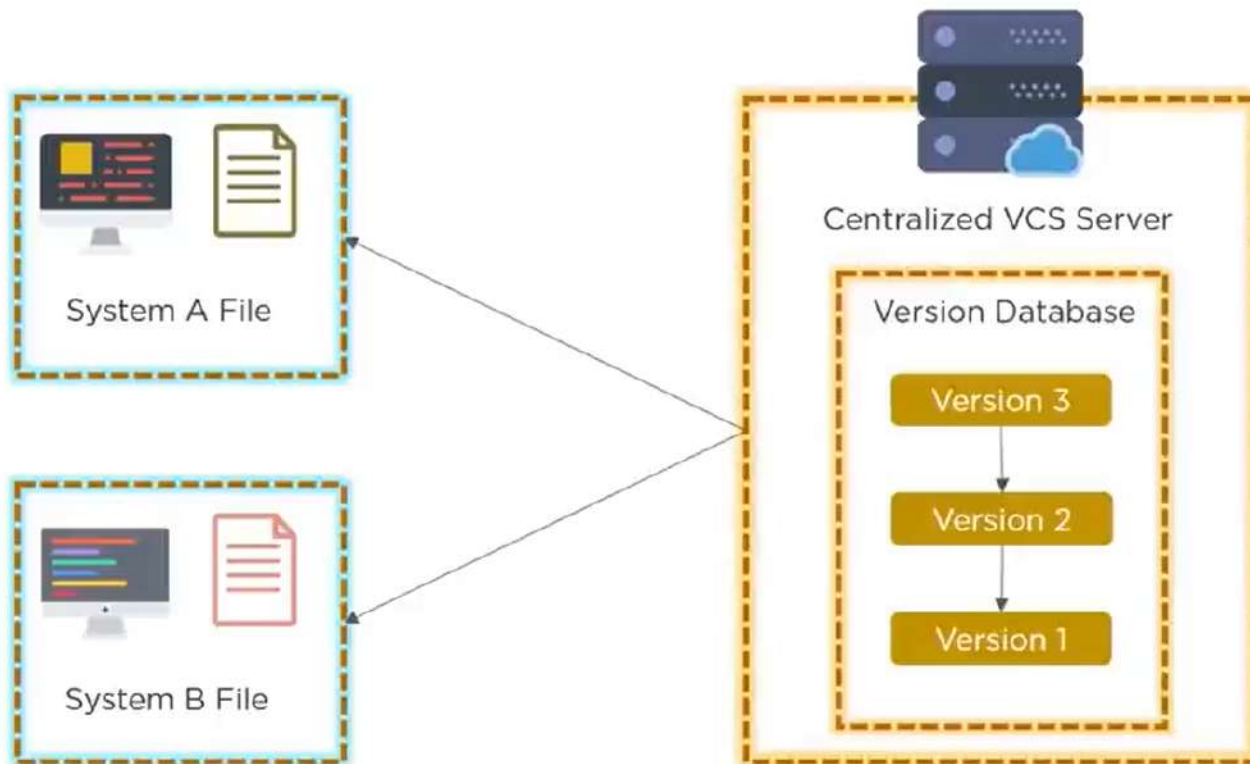 System A File
System B File
Centralized VCS Server
Version Database
Version 3
Version 2
Version 1